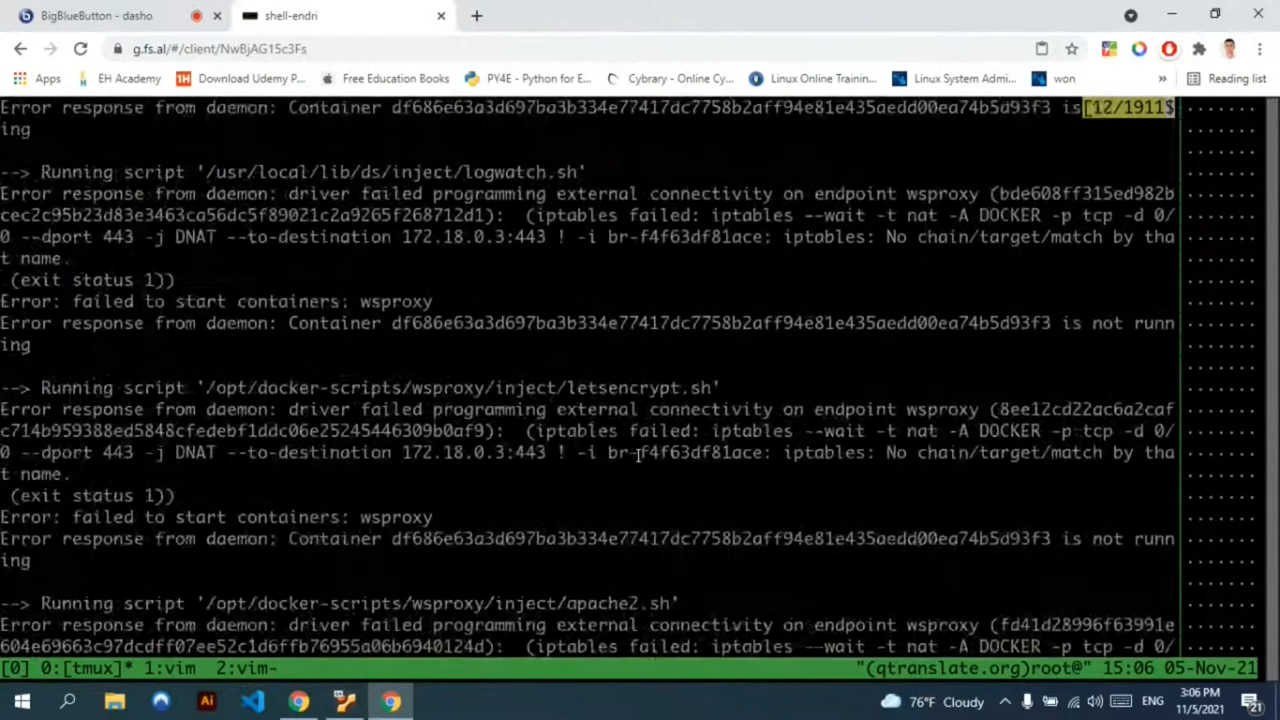 BigBlueButton - dasho
shell-endri
g.fs.al/#/client/NwBjAG15c3Fs
Apps EH Academy Download Udemy P... Free Education Books PY4E - Python for E... Cybrary - Online Cy... Linux Online Trainin... Linux System Admi... won » Reading list
Error response from daemon: Container df686e63a3d697ba3b334e77417dc7758b2aff94e81e435aedd00ea74b5d93f3 is[12/1911$
ing
--> Running script '/usr/local/lib/ds/inject/logwatch.sh'
Error response from daemon: driver failed programming external connectivity on endpoint wsproxy (bde608ff315ed982b
cec2c95b23d83e3463ca56dc5f89021c2a9265f268712d1):  (iptables failed: iptables --wait -t nat -A DOCKER -p tcp -d 0/
0 --dport 443 -j DNAT --to-destination 172.18.0.3:443 ! -i br-f4f63df81ace: iptables: No chain/target/match by tha
t name.
(exit status 1))
Error: failed to start containers: wsproxy
Error response from daemon: Container df686e63a3d697ba3b334e77417dc7758b2aff94e81e435aedd00ea74b5d93f3 is not runn
ing
--> Running script '/opt/docker-scripts/wsproxy/inject/letsencrypt.sh'
Error response from daemon: driver failed programming external connectivity on endpoint wsproxy (8ee12cd22ac6a2caf
c714b959388ed5848cfedebf1ddc06e25245446309b0af9):  (iptables failed: iptables --wait -t nat -A DOCKER -p tcp -d 0/
0 --dport 443 -j DNAT --to-destination 172.18.0.3:443 ! -i br-f4f63df81ace: iptables: No chain/target/match by tha
t name.
(exit status 1))
Error: failed to start containers: wsproxy
Error response from daemon: Container df686e63a3d697ba3b334e77417dc7758b2aff94e81e435aedd00ea74b5d93f3 is not runn
ing
--> Running script '/opt/docker-scripts/wsproxy/inject/apache2.sh'
Error response from daemon: driver failed programming external connectivity on endpoint wsproxy (fd41d28996f63991e
604e69663c97dcdff07ee52c1d6ffb76955a06b6940124d):  (iptables failed: iptables --wait -t nat -A DOCKER -p tcp -d 0/
[0] 0:[tmux]* 1:vim  2:vim- "(qtranslate.org)root@" 15:06 05-Nov-21
Ai 76°F Cloudy ENG 3:06 PM
11/5/2021 21